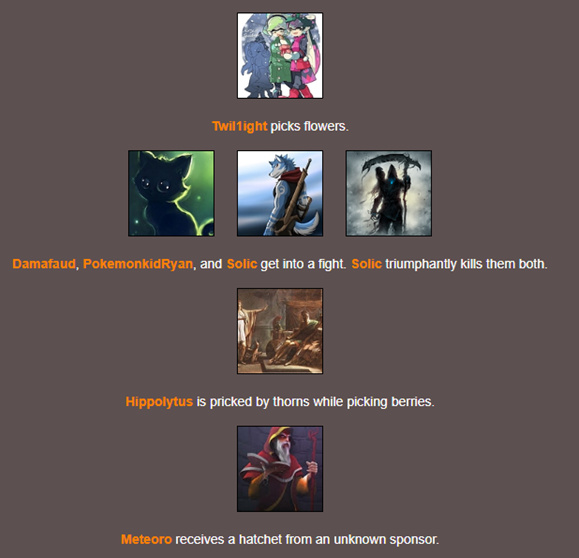 Twil1ight picks flowers.
Damafaud, PokemonkidRyan, and Solic get into a fight. Solic triumphantly kills them both.
Hippolytus is pricked by thorns while picking berries.
Meteoro receives a hatchet from an unknown sponsor.